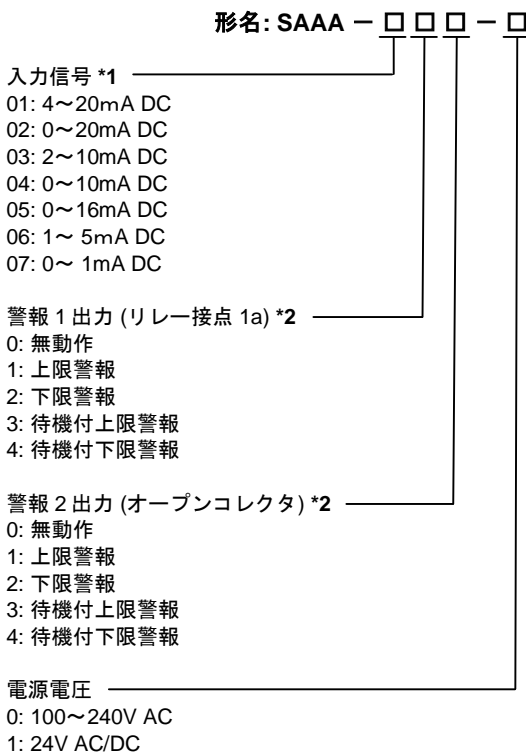 形名: SAAA － □ □ □ － □
入力信号 *1
01: 4～20mA DC
02: 0～20mA DC
03: 2～10mA DC
04: 0～10mA DC
05: 0～16mA DC
06: 1～ 5mA DC
07: 0～ 1mA DC
警報 1 出力 (リレー接点 1a) *2
0: 無動作
1: 上限警報
2: 下限警報
3: 待機付上限警報
4: 待機付下限警報
警報 2 出力 (オープンコレクタ) *2
0: 無動作
1: 上限警報
2: 下限警報
3: 待機付上限警報
4: 待機付下限警報
電源電圧
0: 100～240V AC
1: 24V AC/DC